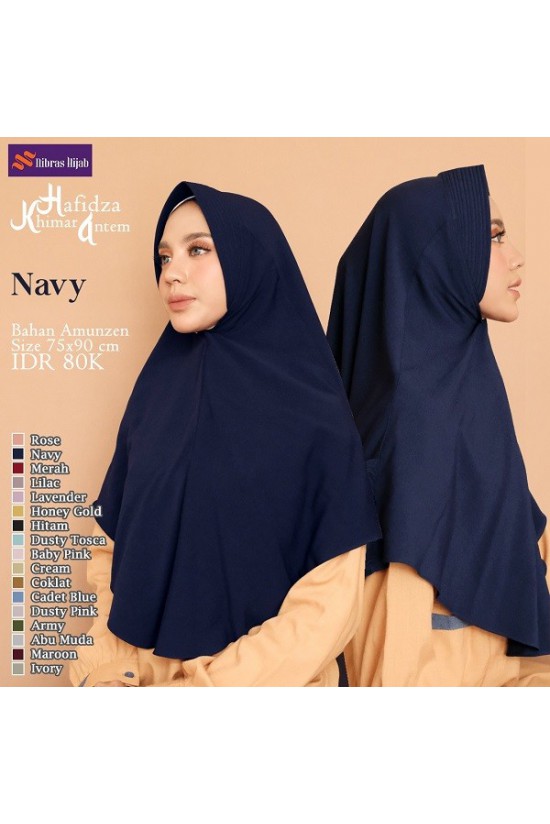 Nibras Hijab
Hafidza
Khimar Antem
Navy
Bahan Amunzen
Size 75x90 cm
IDR 80K
Rose
Navy
Merah
Lilac
Lavender
Honey Gold
Hitam
Dusty Tosca
Baby Pink
Cream
Coklat
Cadet Blue
Dusty Pink
Army
Abu Muda
Maroon
Ivory